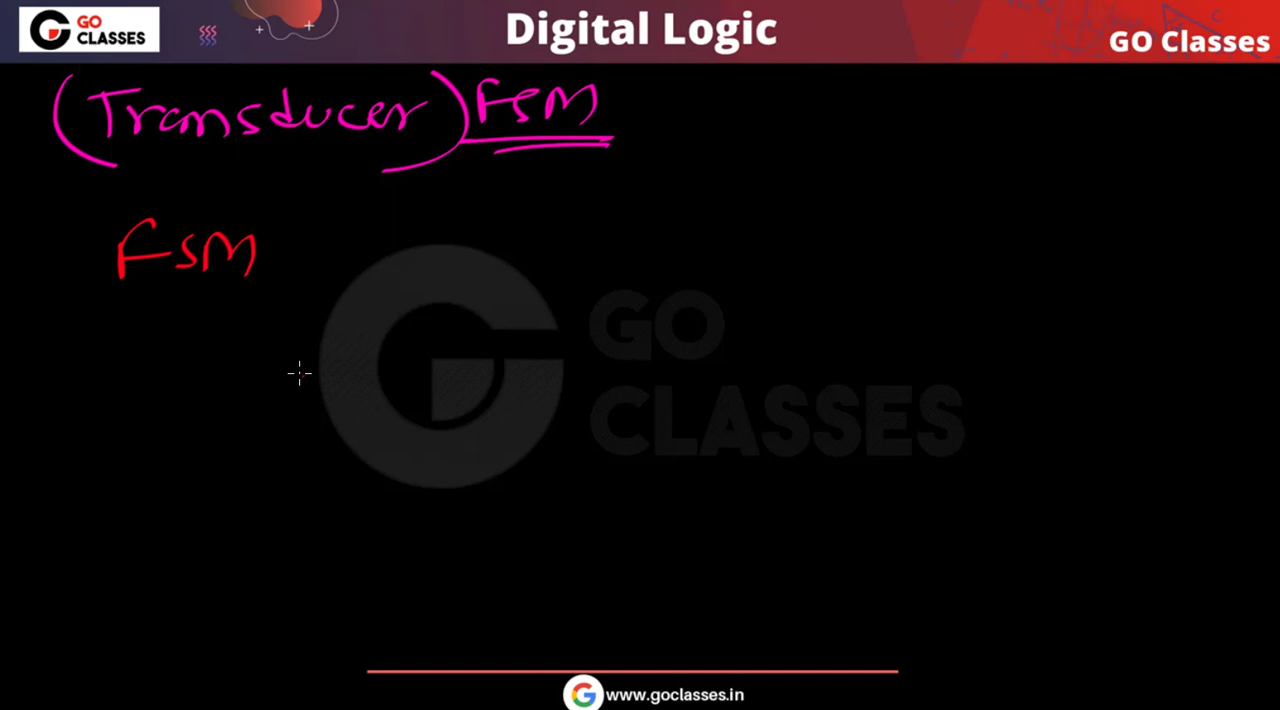 GO
CLASSES
Digital Logic
GO Classes
(Transducer) FSM
FSM
GO
CLASSES
www.goclasses.in